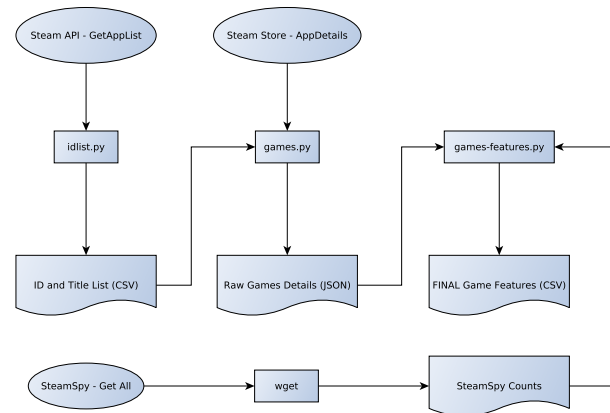 Steam API - GetAppList
Steam Store - AppDetails
idlist.py
games.py
games-features.py
ID and Title List (CSV)
Raw Games Details (JSON)
FINAL Game Features (CSV)
SteamSpy - Get All
wget
SteamSpy Counts